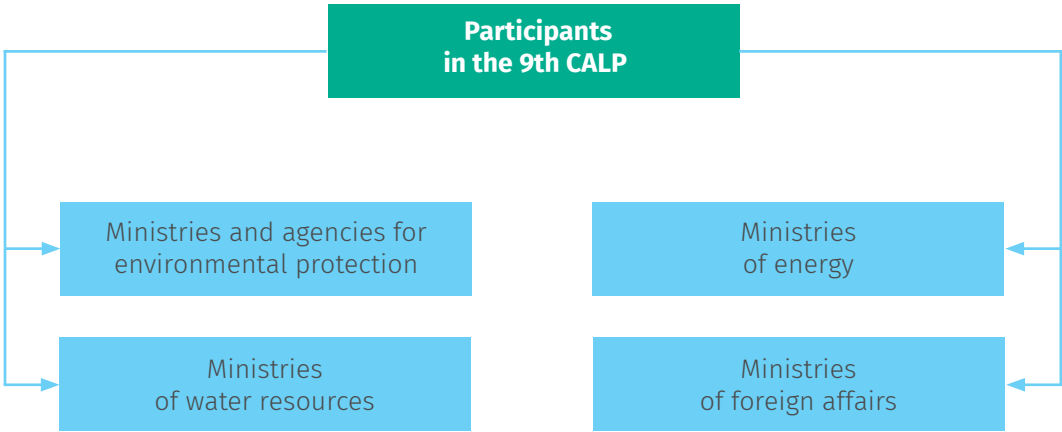 Participants
in the 9th CALP
Ministries and agencies for
environmental protection
Ministries
of energy
Ministries
of water resources
Ministries
of foreign affairs